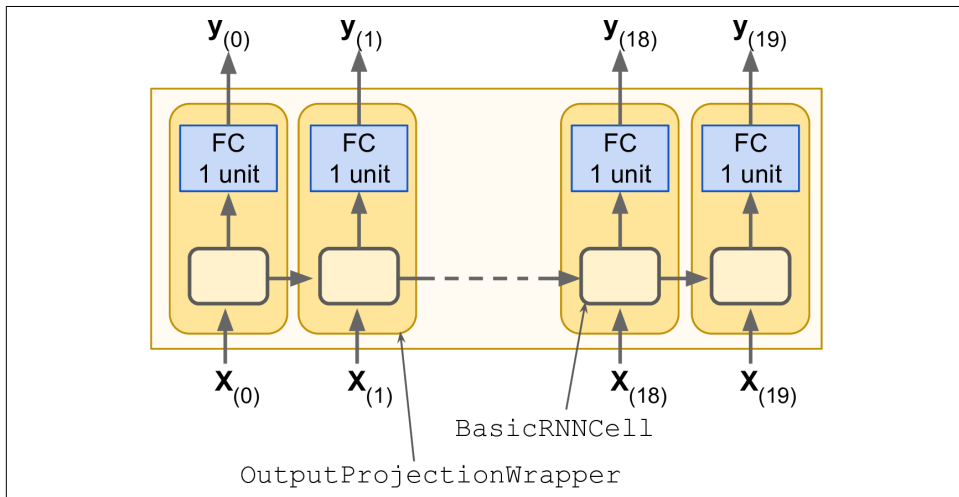 y(0) y(1) y(18) y(19)
FC FC FC FC
1 unit 1 unit 1 unit 1 unit
X(0) X(1) X(18) X(19)
BasicRNNCell
OutputProjectionWrapper